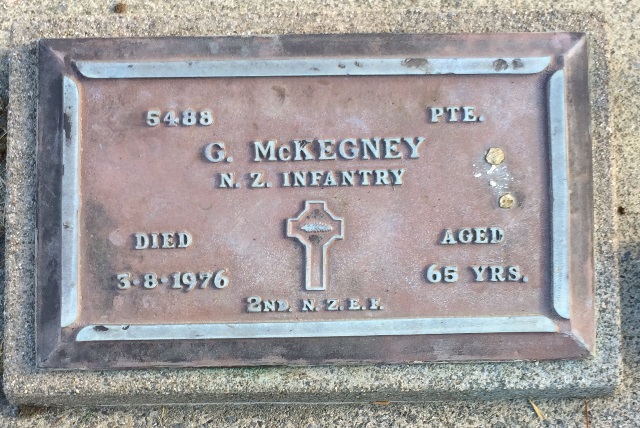 5488 PTE.
G. McKEGNEY
N. Z. INFANTRY
DIED AGED
3·8·1976 65 YRS.
2ND. N. Z. E. F.